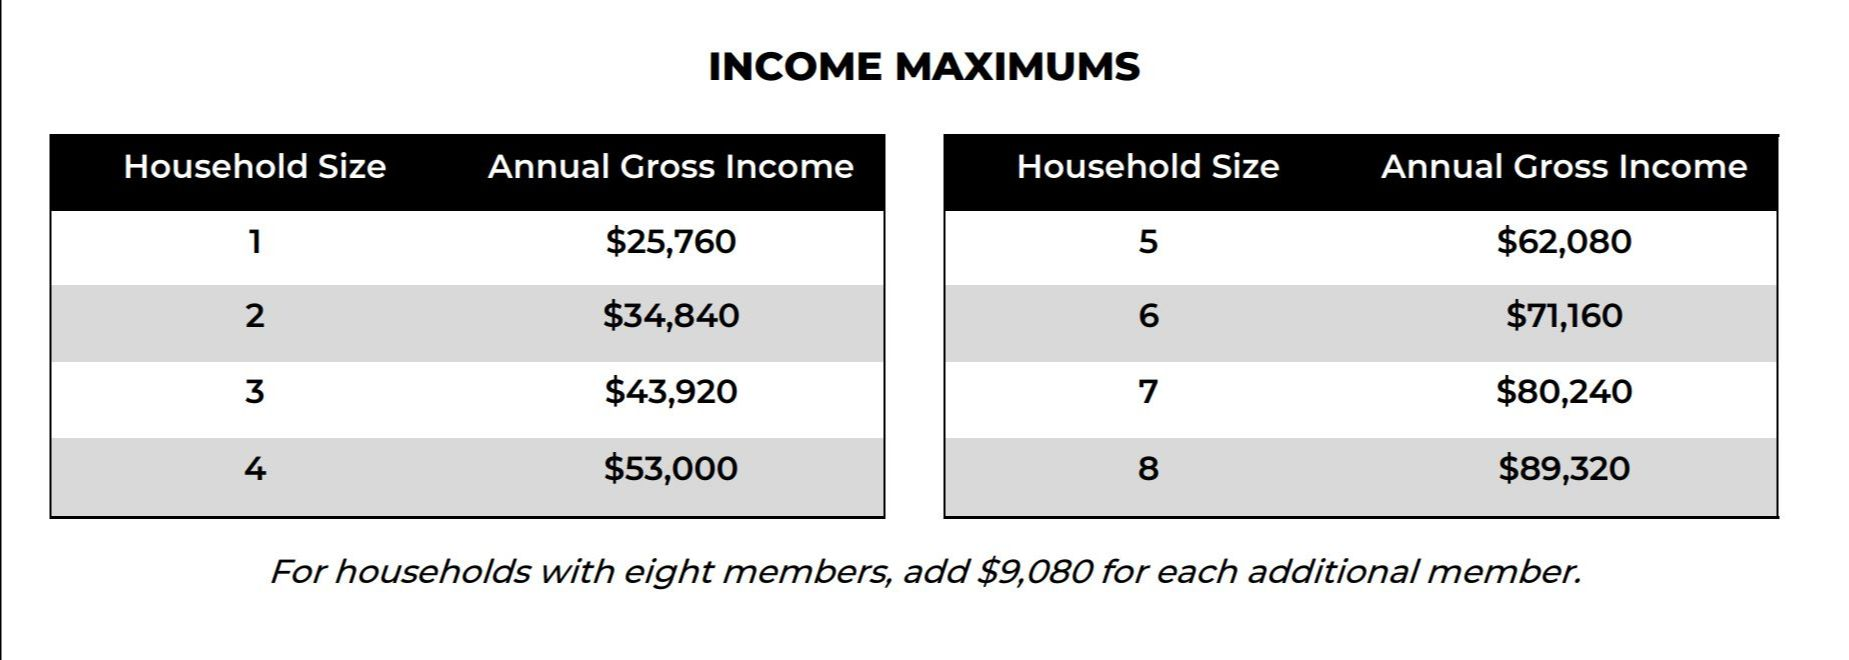 INCOME MAXIMUMS
Household Size Annual Gross Income
1 $25,760
2 $34,840
3 $43,920
4 $53,000
Household Size Annual Gross Income
5 $62,080
6 $71,160
7 $80,240
8 $89,320
For households with eight members, add $9,080 for each additional member.